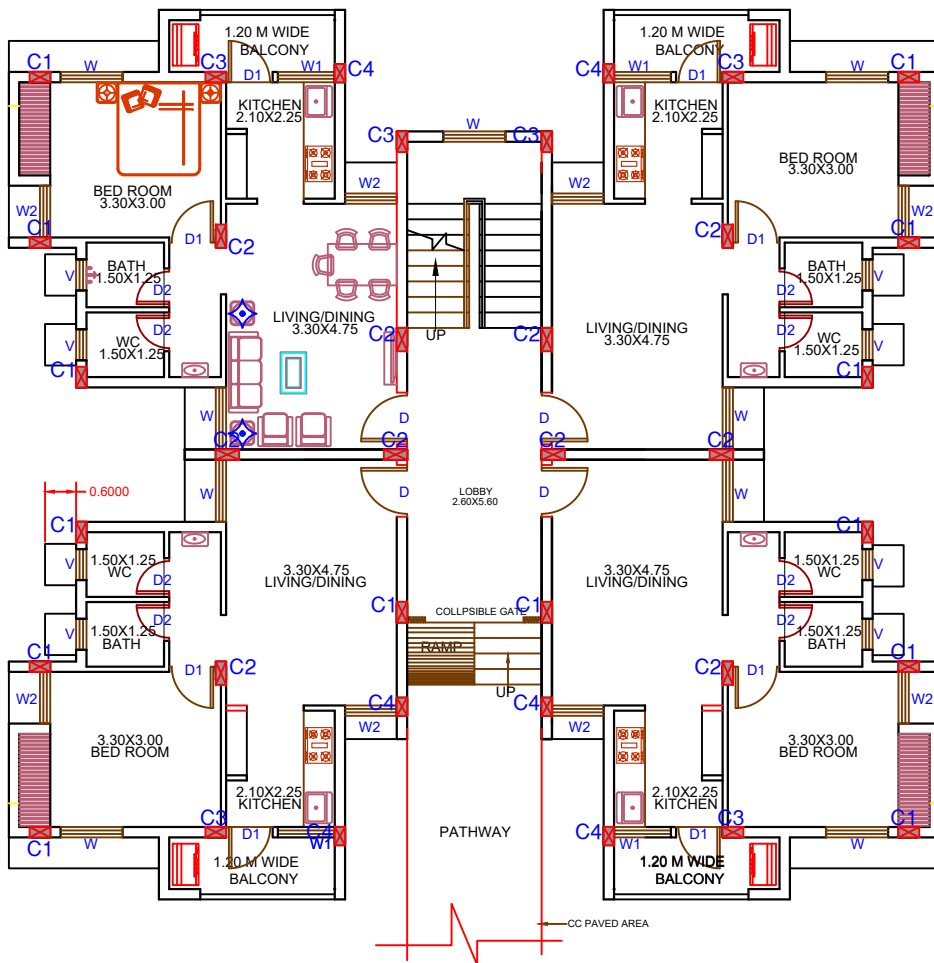 1.20 M WIDE
BALCONY
1.20 M WIDE
BALCONY
C1
W
C3
D1
W1
C4
C4
W1
D1
C3
W
C1
KITCHEN
2.10X2.25
KITCHEN
2.10X2.25
W
C3
C3
BED ROOM
3.30X3.00
BED ROOM
3.30X3.00
W2
W2
W2
W2
C1
D1
C2
C2
D1
C1
BATH
1.50X1.25
BATH
1.50X1.25
V
D2
D2
V
LIVING/DINING
3.30X4.75
LIVING/DINING
3.30X4.75
UP
C2
C2
WC
1.50X1.25
WC
1.50X1.25
V
D2
D2
V
C1
C1
W
D
D
W
C2
C2
C2
C2
0.6000
W
D
D
W
LOBBY
2.60X5.60
C1
C1
1.50X1.25
WC
1.50X1.25
WC
V
D2
D2
V
3.30X4.75
LIVING/DINING
3.30X4.75
LIVING/DINING
C1
COLLPSIBLE GATE
C1
1.50X1.25
BATH
1.50X1.25
BATH
V
D2
D2
V
RAMP
UP
C1
D1
C2
C2
D1
C1
W2
C4
C4
W2
W2
W2
3.30X3.00
BED ROOM
3.30X3.00
BED ROOM
2.10X2.25
KITCHEN
2.10X2.25
KITCHEN
PATHWAY
C1
W
C3
D1
C4
W1
C4
W1
D1
C3
W
C1
1.20 M WIDE
BALCONY
1.20 M WIDE
BALCONY
CC PAVED AREA